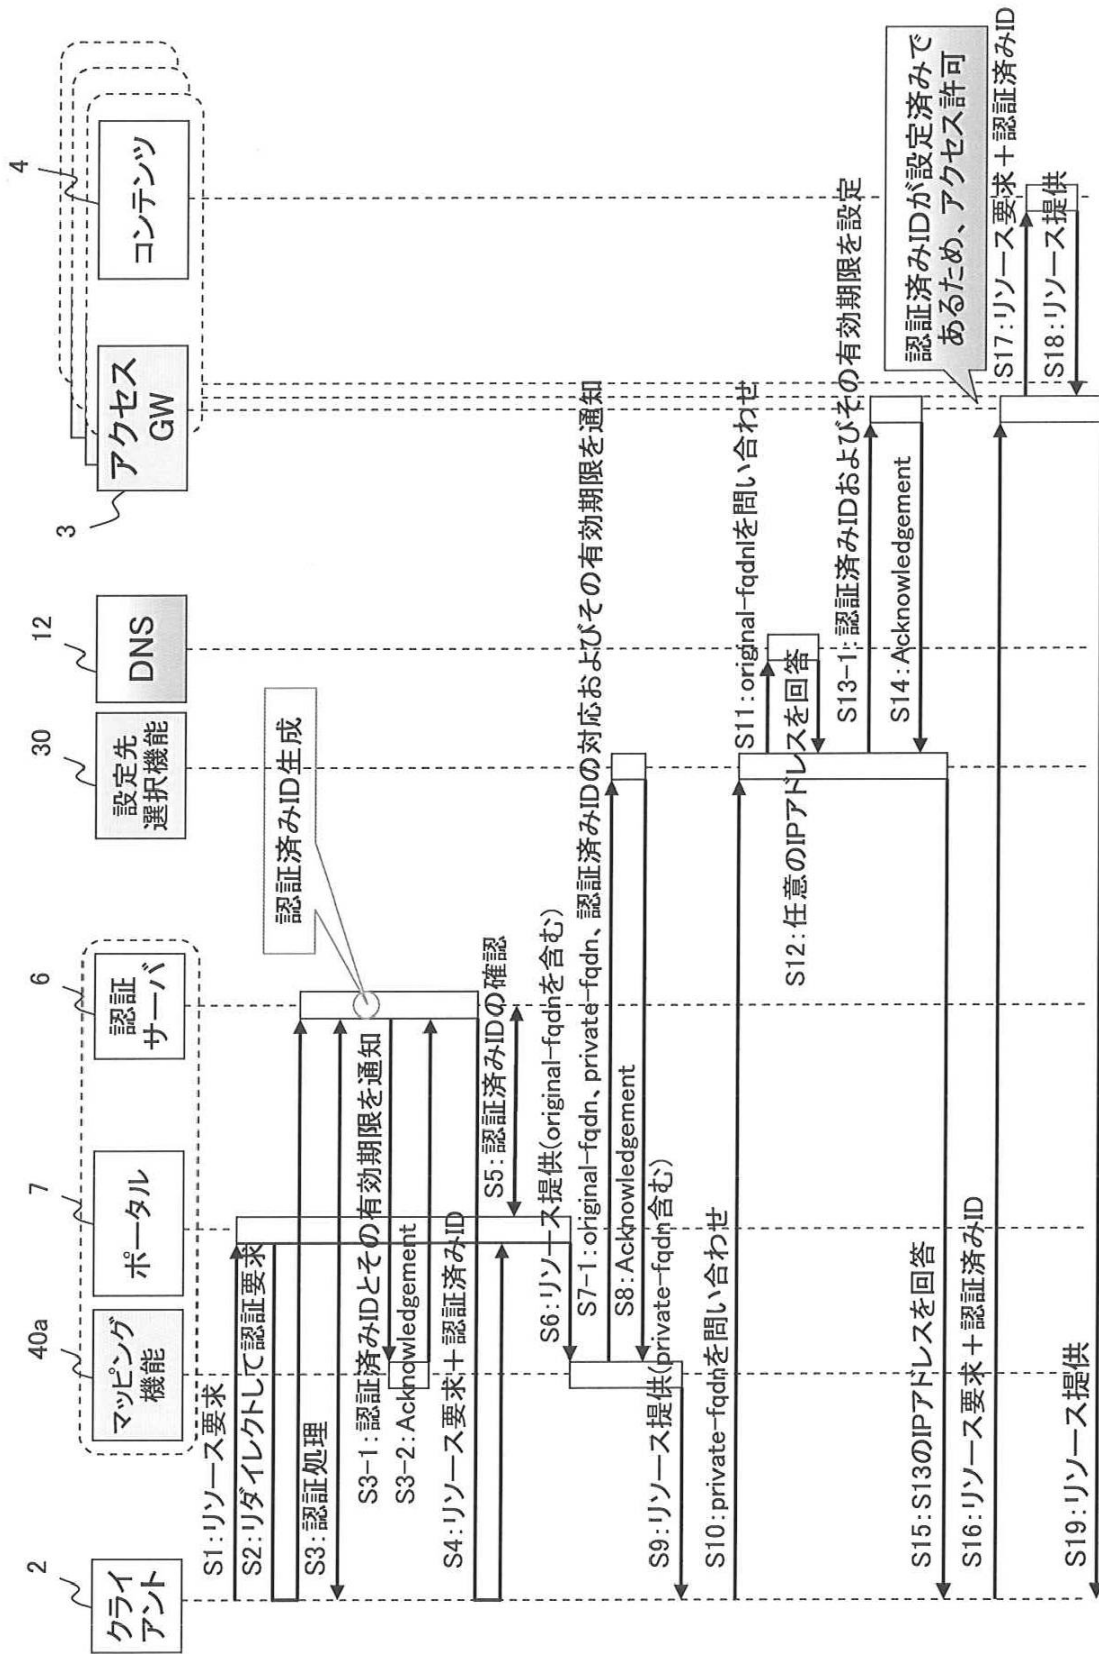 2
クライ
アント
40a
マッピング
機能
7
ポータル
6
認証
サーバ
30
設定先
選択機能
12
DNS
3
アクセス
GW
4
コンテンツ
S1:リソース要求
S2:リダイレクトして認証要求
S3:認証処理
認証済みID生成
S3-1:認証済みIDとその有効期限を通知
S3-2:Acknowledgement
S4:リソース要求+認証済みID
S5:認証済みIDの確認
S6:リソース提供(original-fqdnを含む)
S7-1:original-fqdn、private-fqdn、認証済みIDの対応およびその有効期限を通知
S8:Acknowledgement
S9:リソース提供(private-fqdn含む)
S10:private-fqdnを問い合わせ
S11:original-fqdnlを問い合わせ
S12:任意のIPアドレスを回答
S13-1:認証済みIDおよびその有効期限を設定
S14:Acknowledgement
S15:S13のIPアドレスを回答
S16:リソース要求+認証済みID
認証済みIDが設定済みで
あるため、アクセス許可
S17:リソース要求+認証済みID
S18:リソース提供
S19:リソース提供